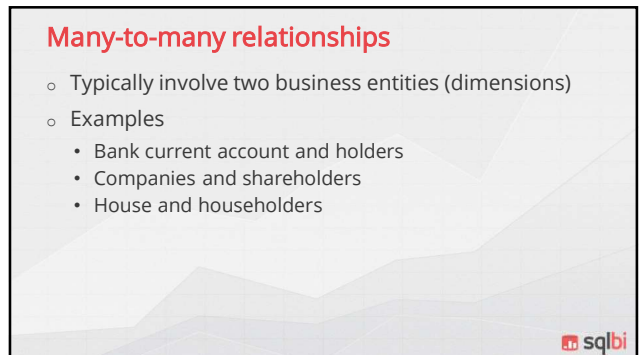 Many-to-many relationships
○ Typically involve two business entities (dimensions)
○ Examples
• Bank current account and holders
• Companies and shareholders
• House and householders
sqlbi